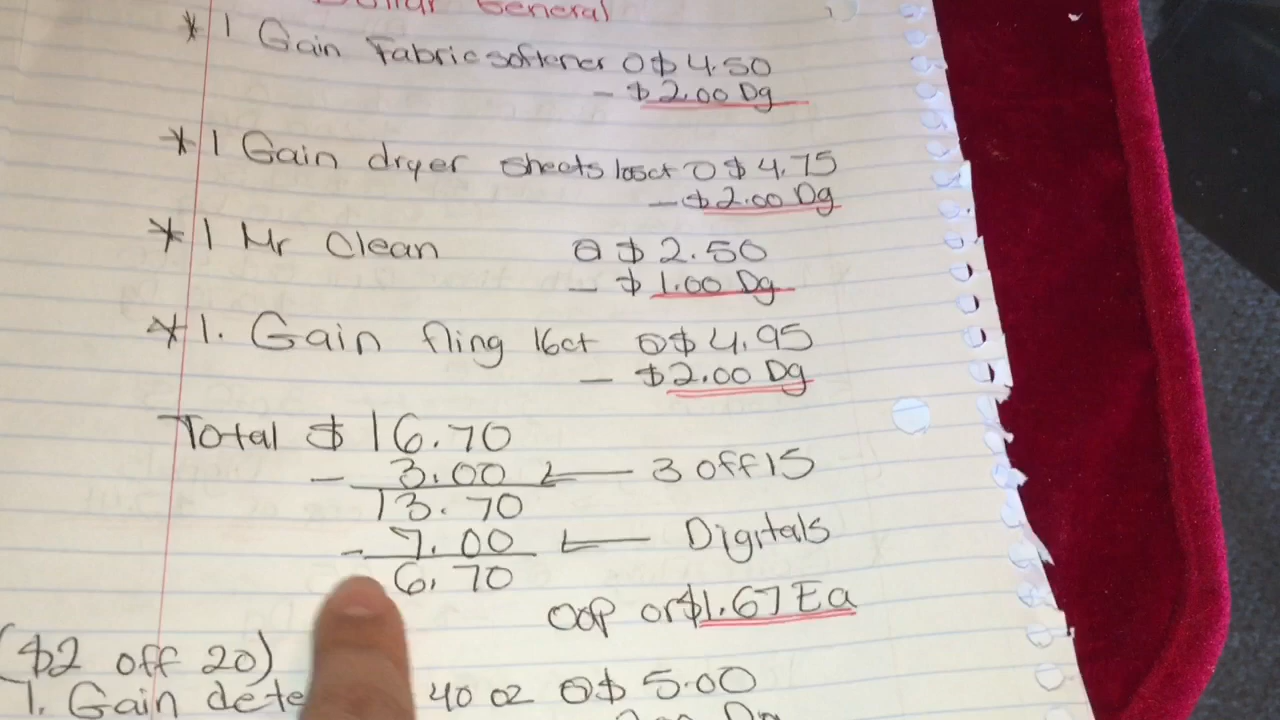 Dollar General
* 1 Gain Fabric softener @ $4.50
- $2.00 Dg
* 1 Gain dryer sheets 105ct @ $4.75
- $2.00 Dg
* 1 Mr Clean @ $2.50
- $1.00 Dg
* 1. Gain fling 16ct @ $4.95
- $2.00 Dg
Total $16.70
- 3.00 ← 3 off 15
13.70
- 7.00 ← Digitals
6.70
OOP or $1.67 Ea
($2 off 20)
1. Gain dete 40 oz @ $5.00
Dg